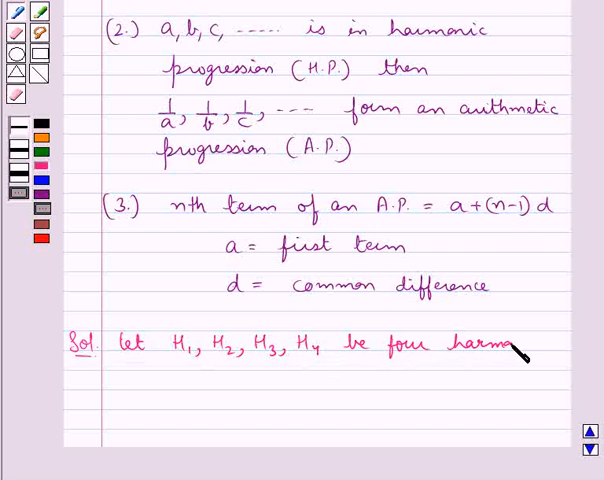 (2.) a, b, c, ----- is in harmonic
progression (H.P.) then
1/a, 1/b, 1/c, --- form an arithmetic
progression (A.P.)
(3.) nth term of an A.P. = a+(n-1) d
a = first term
d = common difference
Sol. Let H₁, H₂, H₃, H₄ be four harmo